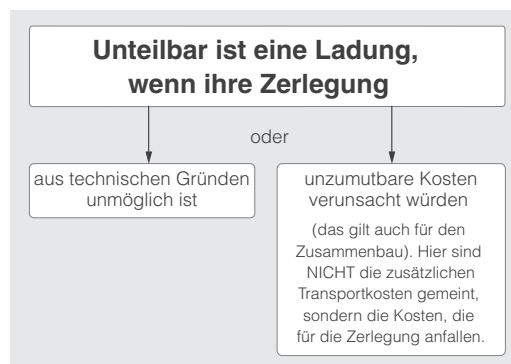 Unteilbar ist eine Ladung,
wenn ihre Zerlegung
oder
aus technischen Gründen
unmöglich ist
unzumutbare Kosten
verunsacht würden
(das gilt auch für den
Zusammenbau). Hier sind
NICHT die zusätzlichen
Transportkosten gemeint,
sondern die Kosten, die
für die Zerlegung anfallen.